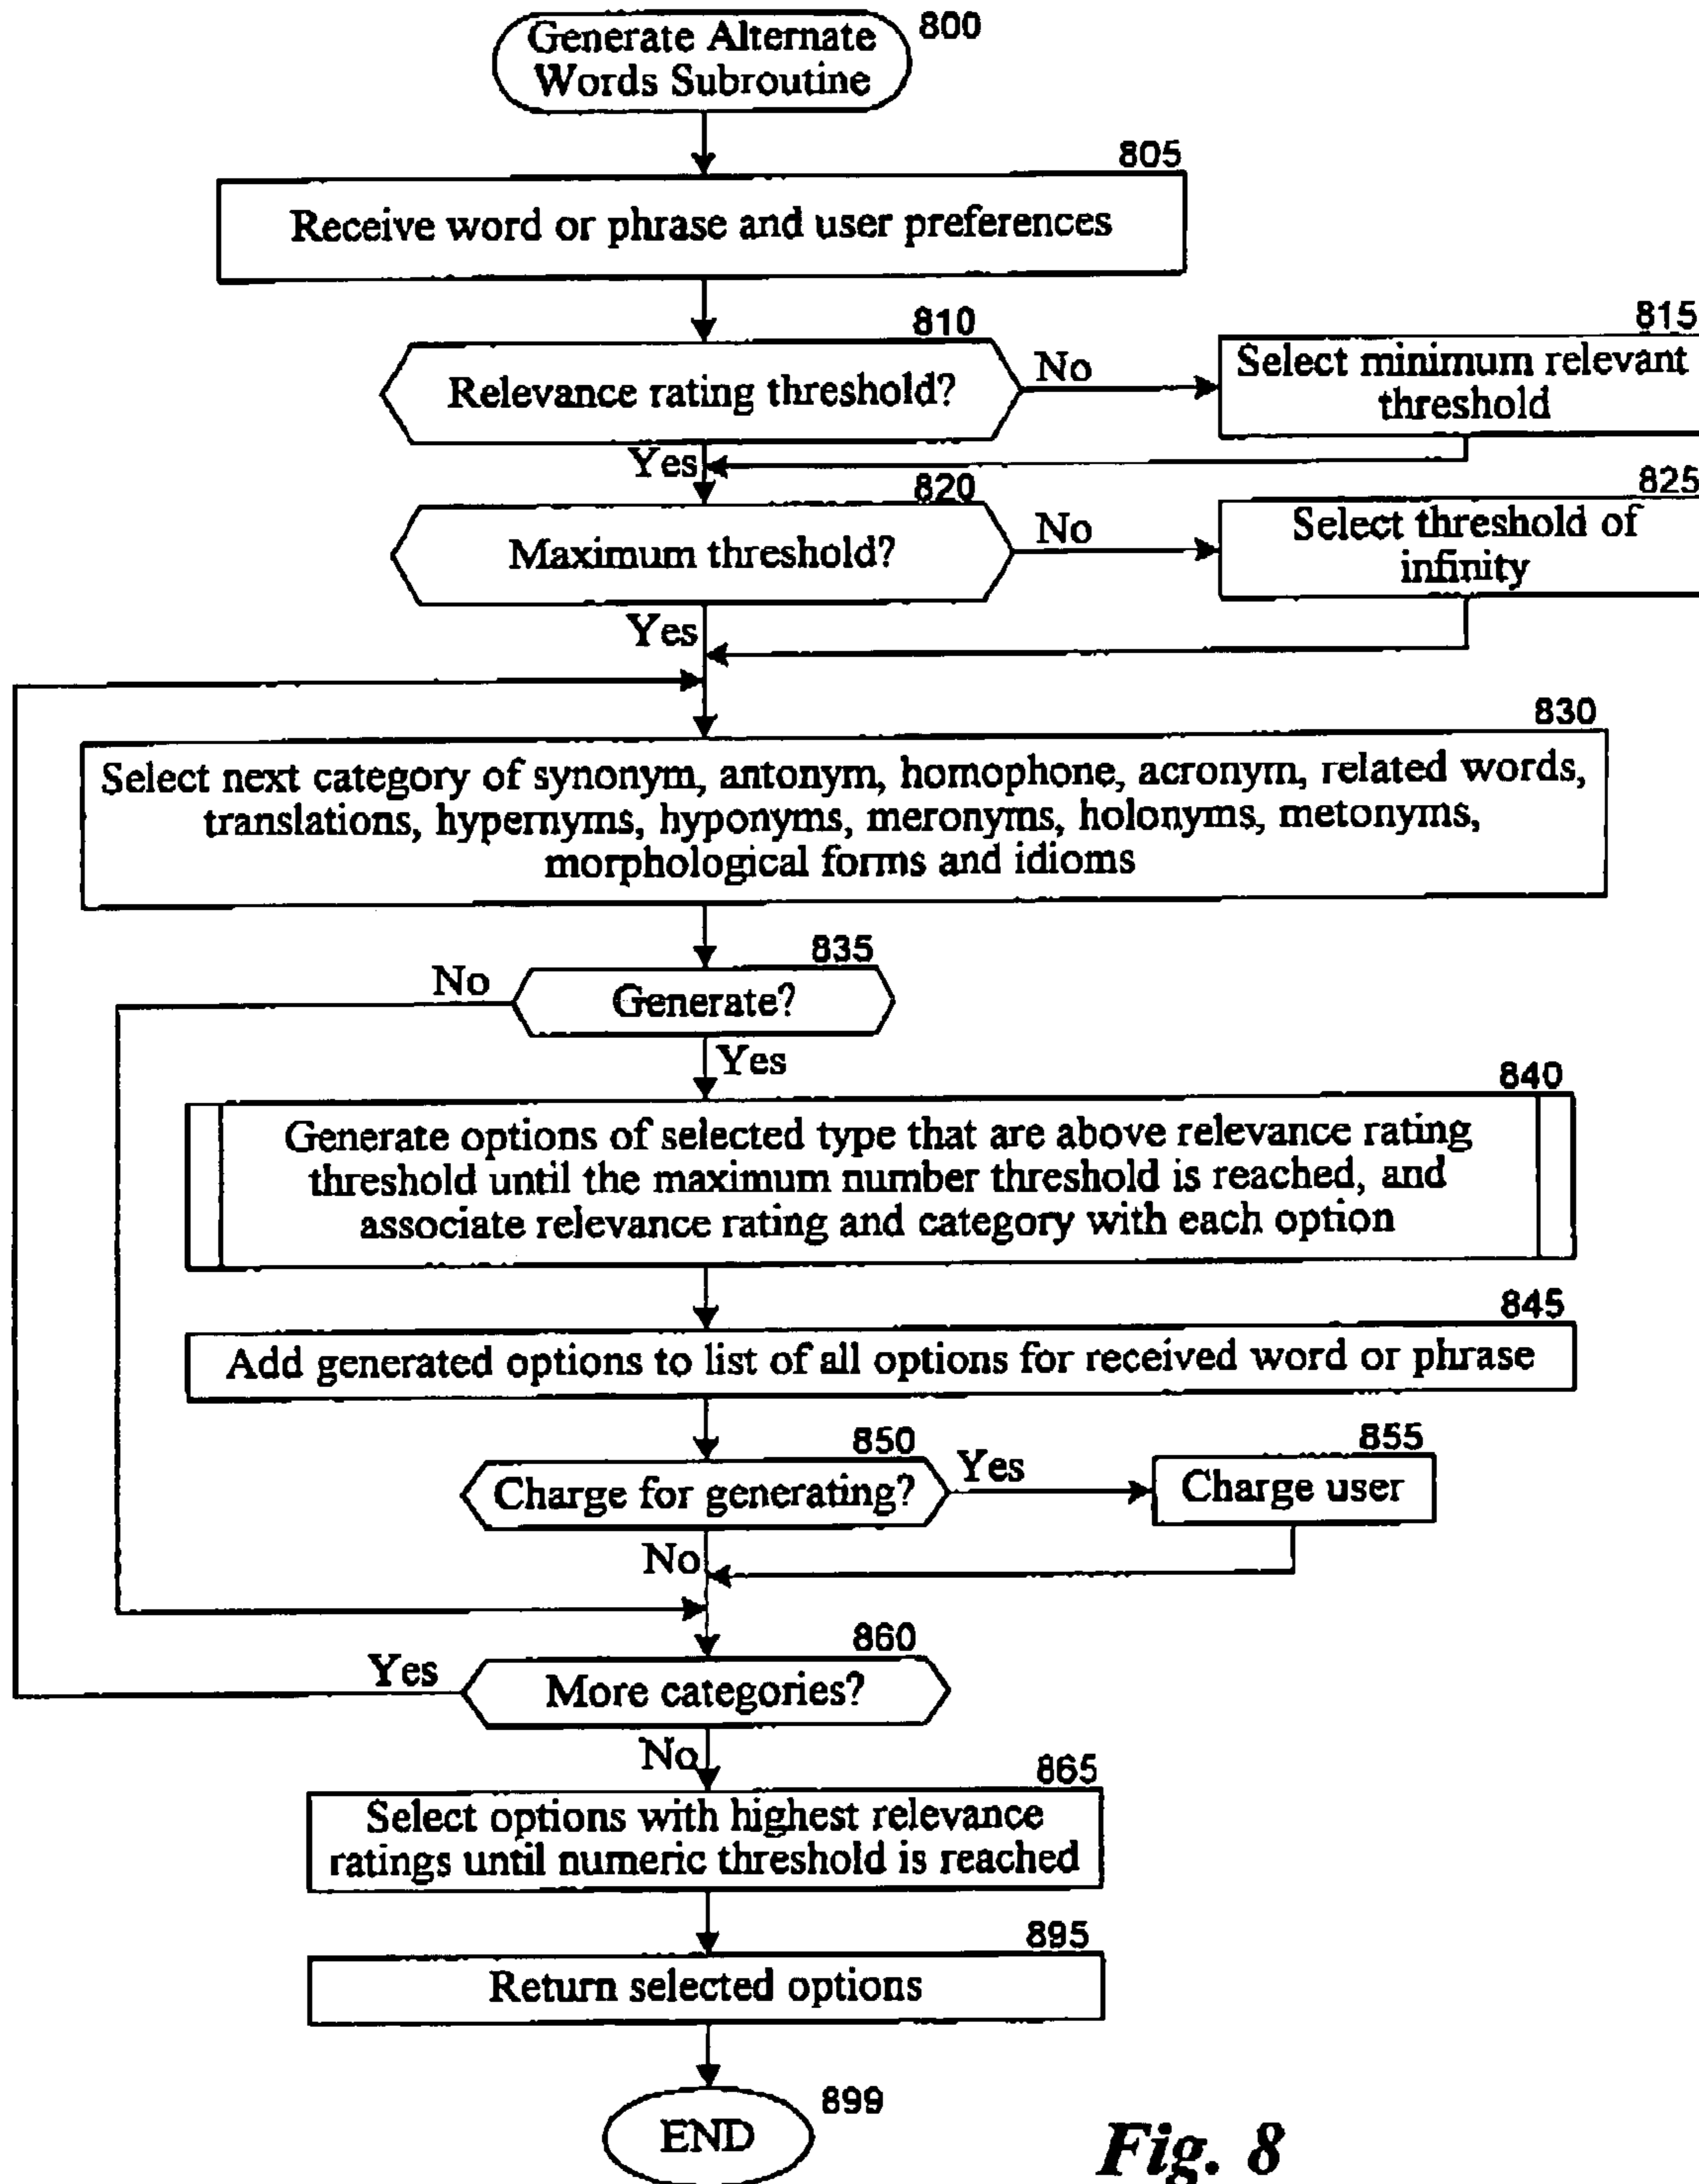 Generate Alternate
Words Subroutine
800
805
Receive word or phrase and user preferences
810
Relevance rating threshold?
No
815
Select minimum relevant
threshold
Yes
820
Maximum threshold?
No
825
Select threshold of
infinity
Yes
830
Select next category of synonym, antonym, homophone, acronym, related words,
translations, hypernyms, hyponyms, meronyms, holonyms, metonyms,
morphological forms and idioms
835
No
Generate?
Yes
840
Generate options of selected type that are above relevance rating
threshold until the maximum number threshold is reached, and
associate relevance rating and category with each option
845
Add generated options to list of all options for received word or phrase
850
Charge for generating?
Yes
855
Charge user
No
860
Yes
More categories?
No
865
Select options with highest relevance
ratings until numeric threshold is reached
895
Return selected options
899
END
Fig. 8